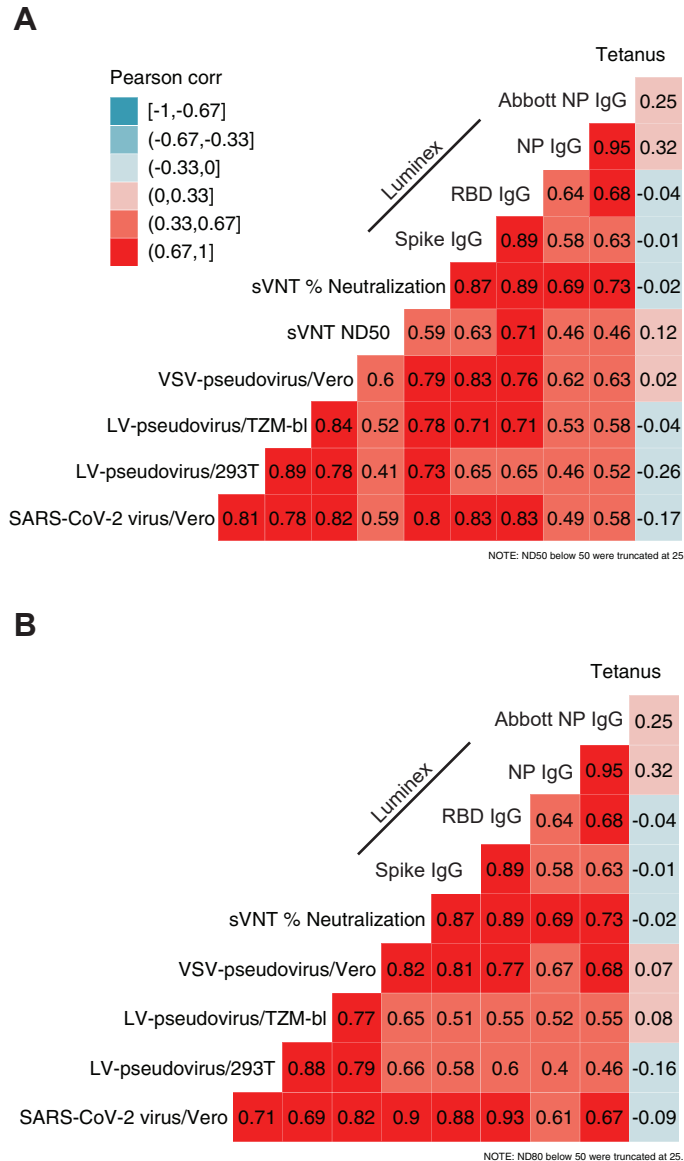 A
Tetanus
Pearson corr
[-1,-0.67]
(-0.67,-0.33]
(-0.33,0]
(0,0.33]
(0.33,0.67]
(0.67,1]
Luminex
Abbott NP IgG 0.25
NP IgG 0.95 0.32
RBD IgG 0.64 0.68 -0.04
Spike IgG 0.89 0.58 0.63 -0.01
sVNT % Neutralization 0.87 0.89 0.69 0.73 -0.02
sVNT ND50 0.59 0.63 0.71 0.46 0.46 0.12
VSV-pseudovirus/Vero 0.6 0.79 0.83 0.76 0.62 0.63 0.02
LV-pseudovirus/TZM-bl 0.84 0.52 0.78 0.71 0.71 0.53 0.58 -0.04
LV-pseudovirus/293T 0.89 0.78 0.41 0.73 0.65 0.65 0.46 0.52 -0.26
SARS-CoV-2 virus/Vero 0.81 0.78 0.82 0.59 0.8 0.83 0.83 0.49 0.58 -0.17
NOTE: ND50 below 50 were truncated at 25
B
Tetanus
Luminex
Abbott NP IgG 0.25
NP IgG 0.95 0.32
RBD IgG 0.64 0.68 -0.04
Spike IgG 0.89 0.58 0.63 -0.01
sVNT % Neutralization 0.87 0.89 0.69 0.73 -0.02
VSV-pseudovirus/Vero 0.82 0.81 0.77 0.67 0.68 0.07
LV-pseudovirus/TZM-bl 0.77 0.65 0.51 0.55 0.52 0.55 0.08
LV-pseudovirus/293T 0.88 0.79 0.66 0.58 0.6 0.4 0.46 -0.16
SARS-CoV-2 virus/Vero 0.71 0.69 0.82 0.9 0.88 0.93 0.61 0.67 -0.09
NOTE: ND80 below 50 were truncated at 25.